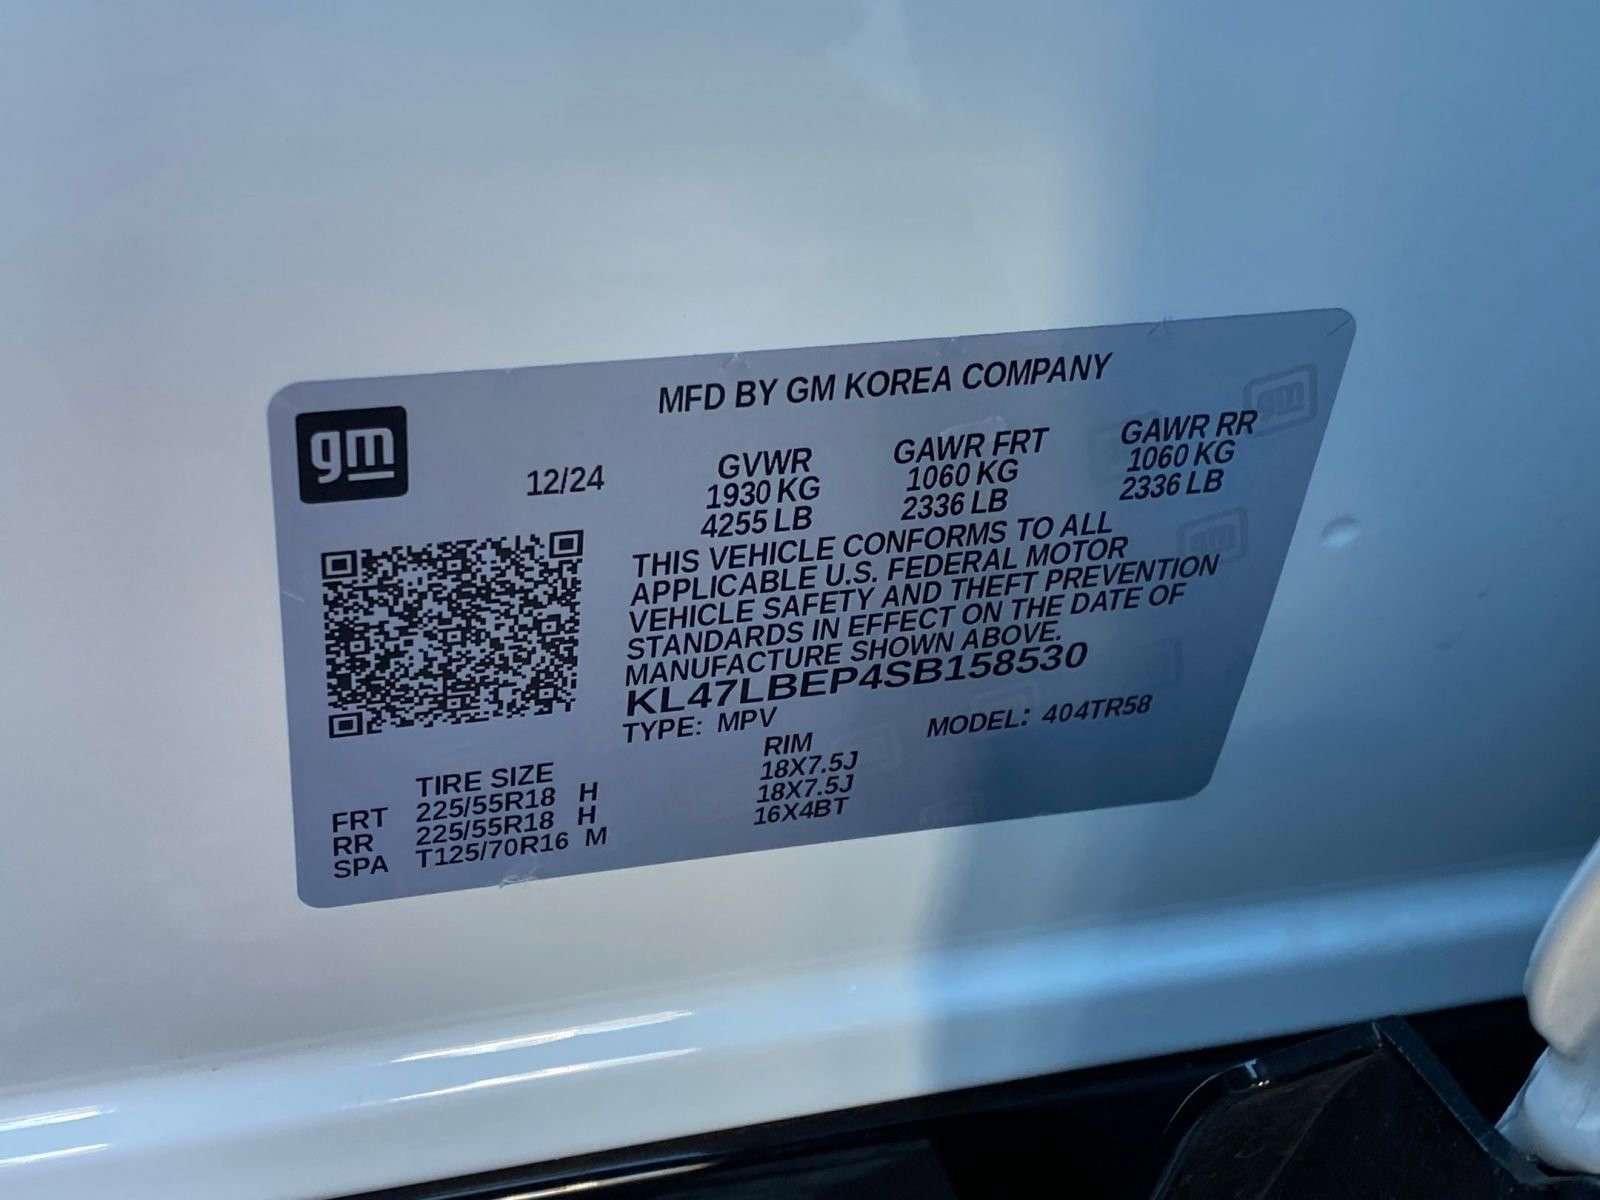 gm
MFD BY GM KOREA COMPANY
12/24 GVWR GAWR FRT GAWR RR
1930 KG 1060 KG 1060 KG
4255 LB 2336 LB 2336 LB
THIS VEHICLE CONFORMS TO ALL
APPLICABLE U.S. FEDERAL MOTOR
VEHICLE SAFETY AND THEFT PREVENTION
STANDARDS IN EFFECT ON THE DATE OF
MANUFACTURE SHOWN ABOVE.
KL47LBEP4SB158530
TYPE: MPV MODEL: 404TR58
TIRE SIZE RIM
FRT 225/55R18 H 18X7.5J
RR 225/55R18 H 18X7.5J
SPA T125/70R16 M 16X4BT